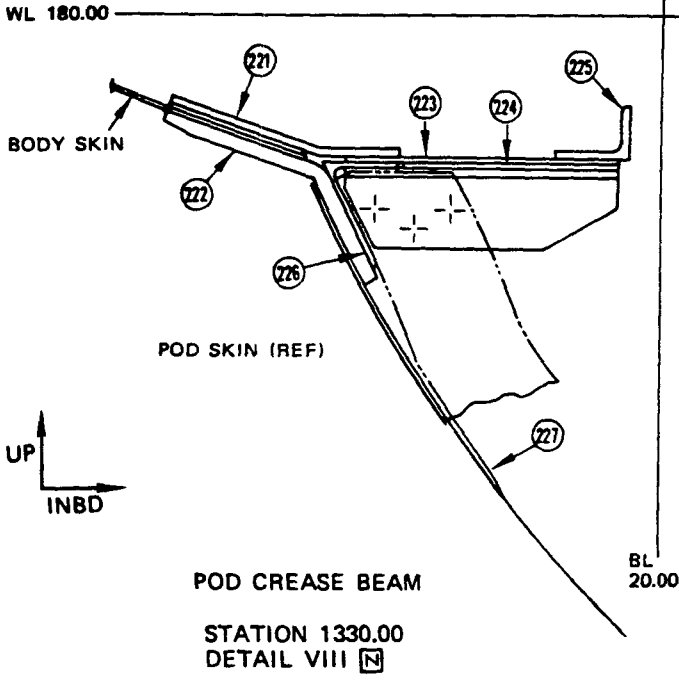 WL 180.00
221
225
223
224
BODY SKIN
222
226
POD SKIN (REF)
227
UP
INBD
BL
20.00
POD CREASE BEAM
STATION 1330.00
DETAIL VIII N